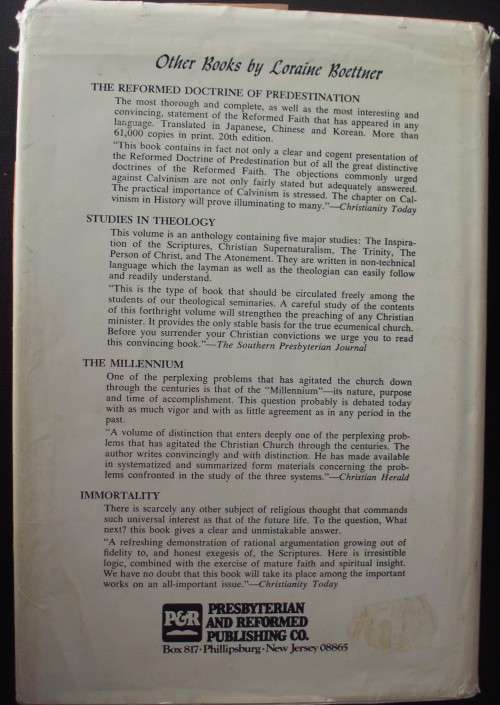 Other Books by Loraine Boettner
THE REFORMED DOCTRINE OF PREDESTINATION
The most thorough and complete, as well as the most interesting and
convincing, statement of the Reformed Faith that has appeared in any
language. Translated in Japanese, Chinese and Korean. More than
61,000 copies in print. 20th edition.
"This book contains in fact not only a clear and cogent presentation of
the Reformed Doctrine of Predestination but of all the great distinctive
doctrines of the Reformed Faith. The objections commonly urged
against Calvinism are not only fairly stated but adequately answered.
The practical importance of Calvinism is stressed. The chapter on Cal-
vinism in History will prove illuminating to many."—Christianity Today
STUDIES IN THEOLOGY
This volume is an anthology containing five major studies: The Inspira-
tion of the Scriptures, Christian Supernaturalism, The Trinity, The
Person of Christ, and The Atonement. They are written in non-technical
language which the layman as well as the theologian can easily follow
and readily understand.
"This is the type of book that should be circulated freely among the
students of our theological seminaries. A careful study of the contents
of this forthright volume will strengthen the preaching of any Christian
minister. It provides the only stable basis for the true ecumenical church.
Before you surrender your Christian convictions we urge you to read
this convincing book."—The Southern Presbyterian Journal
THE MILLENNIUM
One of the perplexing problems that has agitated the church down
through the centuries is that of the "Millennium"—its nature, purpose
and time of accomplishment. This question probably is debated today
with as much vigor and with as little agreement as in any period in the
past.
"A volume of distinction that enters deeply one of the perplexing prob-
lems that has agitated the Christian Church through the centuries. The
author writes convincingly and with distinction. He has made available
in systematized and summarized form materials concerning the prob-
lems confronted in the study of the three systems."—Christian Herald
IMMORTALITY
There is scarcely any other subject of religious thought that commands
such universal interest as that of the future life. To the question, What
next? this book gives a clear and unmistakable answer.
"A refreshing demonstration of rational argumentation growing out of
fidelity to, and honest exegesis of, the Scriptures. Here is irresistible
logic, combined with the exercise of mature faith and spiritual insight.
We have no doubt that this book will take its place among the important
works on an all-important issue."—Christianity Today
P&R
PRESBYTERIAN
AND REFORMED
PUBLISHING CO.
Box 817·Phillipsburg·New Jersey 08865